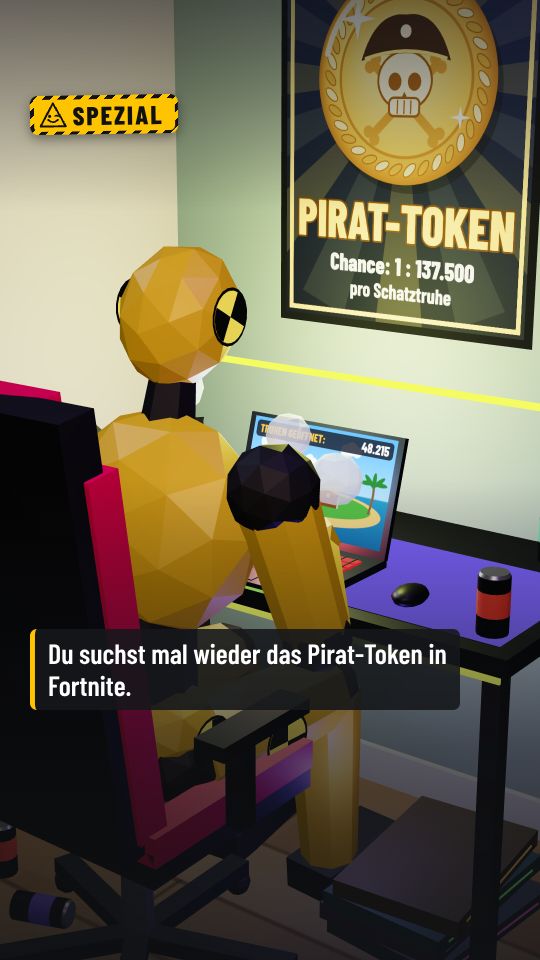 SPEZIAL
PIRAT-TOKEN
Chance: 1 : 137.500
pro Schatztruhe
TRUHEN GEÖFFNET: 48.215
Du suchst mal wieder das Pirat-Token in
Fortnite.